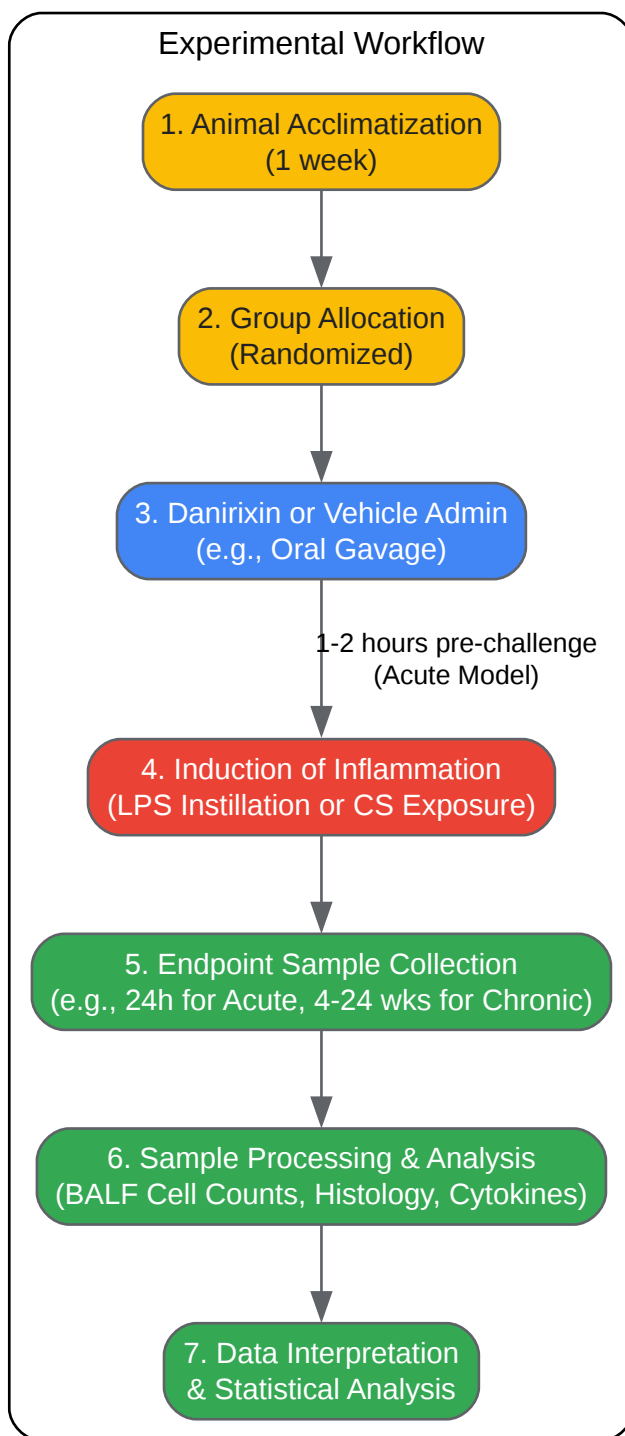 Experimental Workflow
1. Animal Acclimatization
(1 week)
2. Group Allocation
(Randomized)
3. Danirixin or Vehicle Admin
(e.g., Oral Gavage)
1-2 hours pre-challenge
(Acute Model)
4. Induction of Inflammation
(LPS Instillation or CS Exposure)
5. Endpoint Sample Collection
(e.g., 24h for Acute, 4-24 wks for Chronic)
6. Sample Processing & Analysis
(BALF Cell Counts, Histology, Cytokines)
7. Data Interpretation
& Statistical Analysis